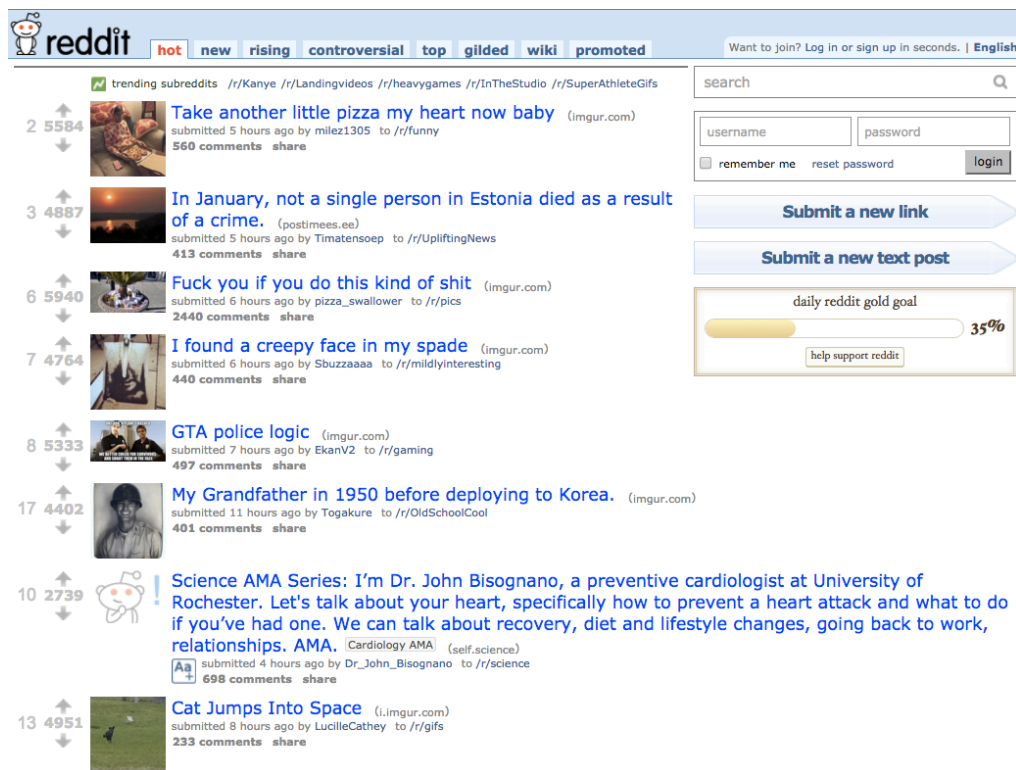 reddit
hot new rising controversial top gilded wiki promoted
Want to join? Log in or sign up in seconds. | English
trending subreddits /r/Kanye /r/Landingvideos /r/heavygames /r/InTheStudio /r/SuperAthleteGifs
2 5584
Take another little pizza my heart now baby (imgur.com)
submitted 5 hours ago by milez1305 to /r/funny
560 comments share
3 4887
In January, not a single person in Estonia died as a result
of a crime. (postimees.ee)
submitted 5 hours ago by Timatensoep to /r/UpliftingNews
413 comments share
6 5940
Fuck you if you do this kind of shit (imgur.com)
submitted 6 hours ago by pizza_swallower to /r/pics
2440 comments share
7 4764
I found a creepy face in my spade (imgur.com)
submitted 6 hours ago by Sbuzzaaaa to /r/mildlyinteresting
440 comments share
8 5333
GTA police logic (imgur.com)
submitted 7 hours ago by EkanV2 to /r/gaming
497 comments share
17 4402
My Grandfather in 1950 before deploying to Korea. (imgur.com)
submitted 11 hours ago by Togakure to /r/OldSchoolCool
401 comments share
10 2739
Science AMA Series: I'm Dr. John Bisognano, a preventive cardiologist at University of
Rochester. Let's talk about your heart, specifically how to prevent a heart attack and what to do
if you've had one. We can talk about recovery, diet and lifestyle changes, going back to work,
relationships. AMA. Cardiology AMA (self.science)
Aa+
submitted 4 hours ago by Dr_John_Bisognano to /r/science
698 comments share
13 4951
Cat Jumps Into Space (i.imgur.com)
submitted 8 hours ago by LucilleCathey to /r/gifs
233 comments share
search
username password
remember me reset password login
Submit a new link
Submit a new text post
daily reddit gold goal
35%
help support reddit